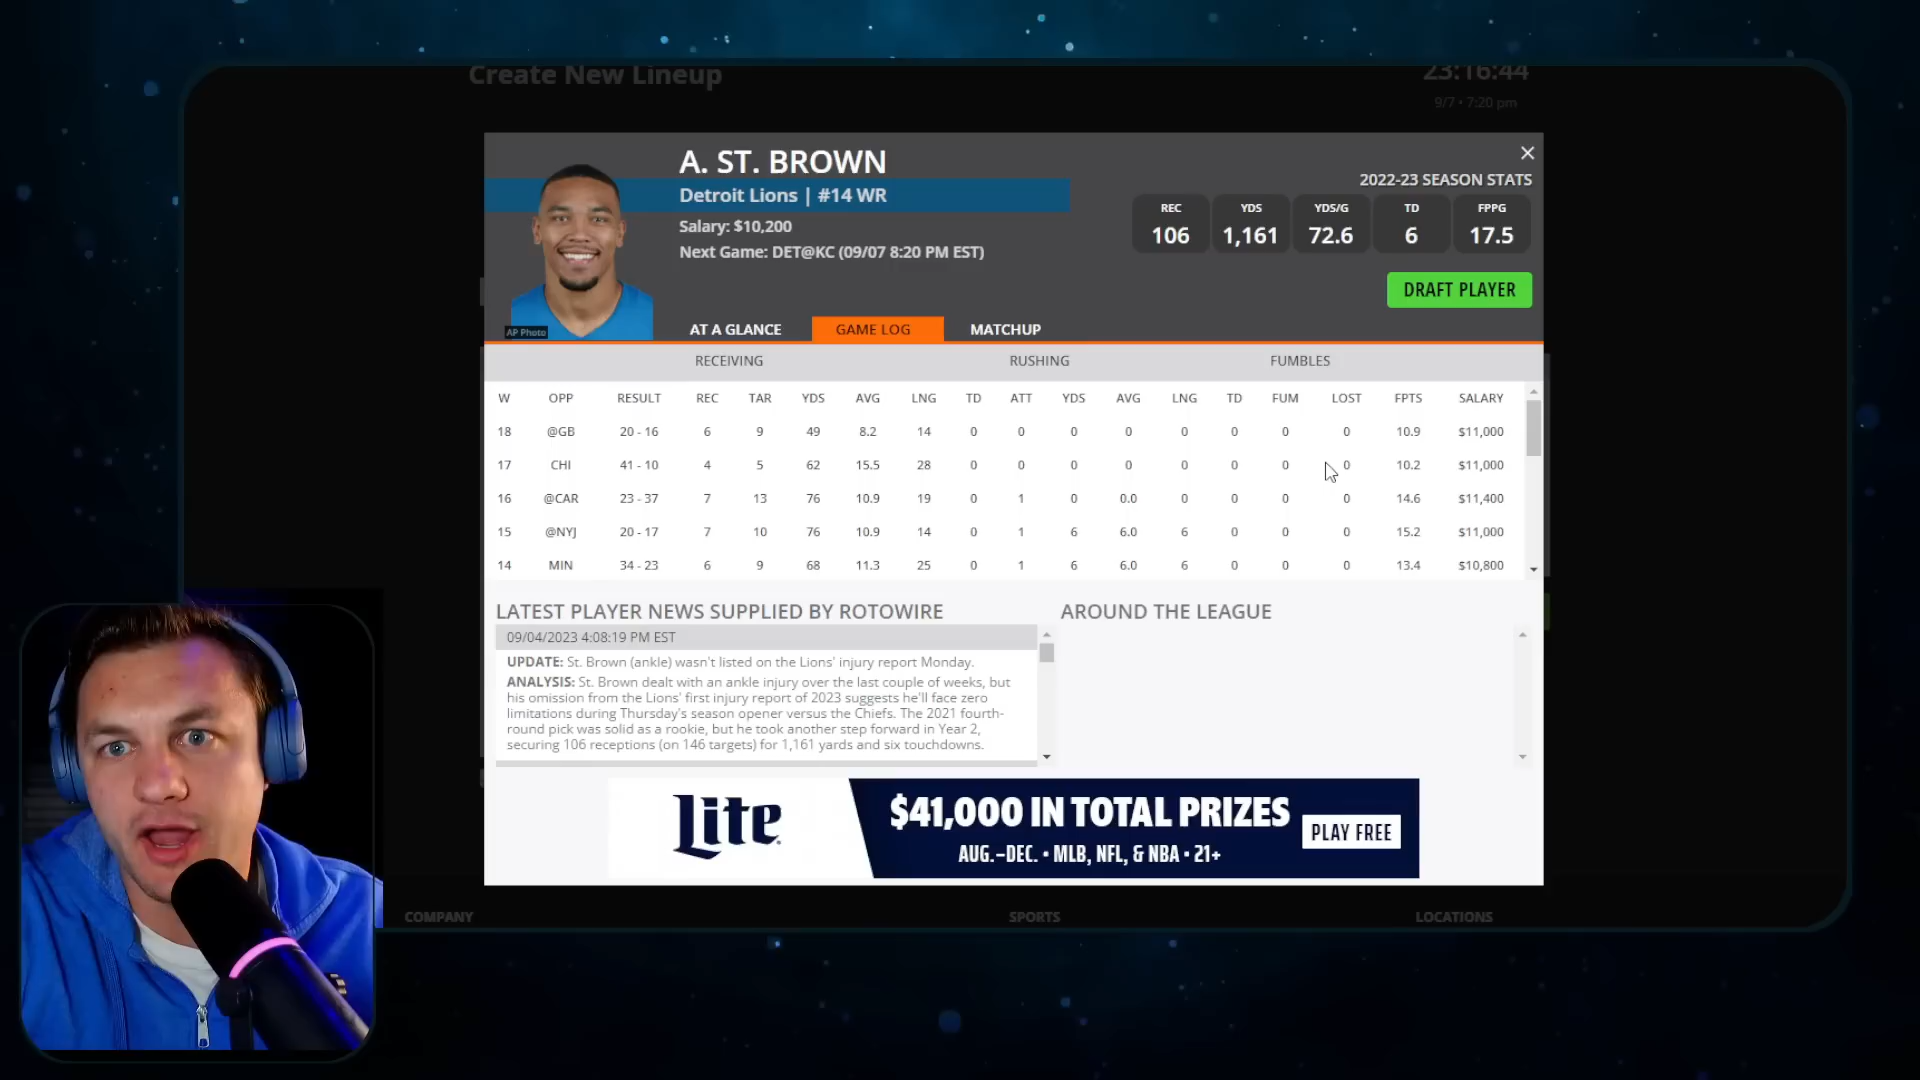 Create New Lineup
23:16:44
9/7 • 7:20 pm
A. ST. BROWN
Detroit Lions | #14 WR
Salary: $10,200
Next Game: DET@KC (09/07 8:20 PM EST)
2022-23 SEASON STATS
REC YDS YDS/G TD FPPG
106 1,161 72.6 6 17.5
DRAFT PLAYER
AP Photo
AT A GLANCE GAME LOG MATCHUP
RECEIVING RUSHING FUMBLES
W OPP RESULT REC TAR YDS AVG LNG TD ATT YDS AVG LNG TD FUM LOST FPTS SALARY
18 @GB 20 - 16 6 9 49 8.2 14 0 0 0 0 0 0 0 0 10.9 $11,000
17 CHI 41 - 10 4 5 62 15.5 28 0 0 0 0 0 0 0 0 10.2 $11,000
16 @CAR 23 - 37 7 13 76 10.9 19 0 1 0 0.0 0 0 0 0 14.6 $11,400
15 @NYJ 20 - 17 7 10 76 10.9 14 0 1 6 6.0 6 0 0 0 15.2 $11,000
14 MIN 34 - 23 6 9 68 11.3 25 0 1 6 6.0 6 0 0 0 13.4 $10,800
LATEST PLAYER NEWS SUPPLIED BY ROTOWIRE
09/04/2023 4:08:19 PM EST
UPDATE: St. Brown (ankle) wasn't listed on the Lions' injury report Monday.
ANALYSIS: St. Brown dealt with an ankle injury over the last couple of weeks, but
his omission from the Lions' first injury report of 2023 suggests he'll face zero
limitations during Thursday's season opener versus the Chiefs. The 2021 fourth-
round pick was solid as a rookie, but he took another step forward in Year 2,
securing 106 receptions (on 146 targets) for 1,161 yards and six touchdowns.
AROUND THE LEAGUE
Lite
$41,000 IN TOTAL PRIZES
AUG.–DEC. • MLB, NFL, & NBA • 21+
PLAY FREE
COMPANY SPORTS LOCATIONS